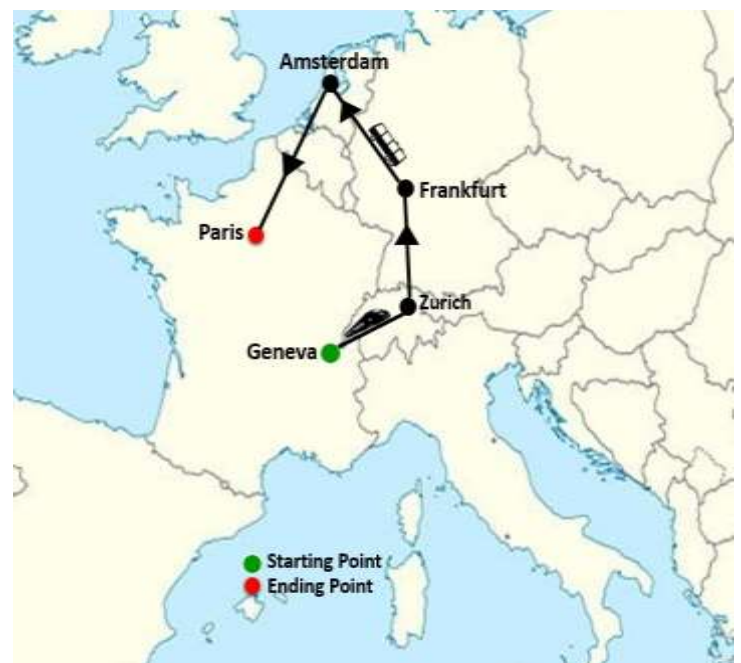 Amsterdam
Frankfurt
Paris
Zurich
Geneva
Starting Point
Ending Point